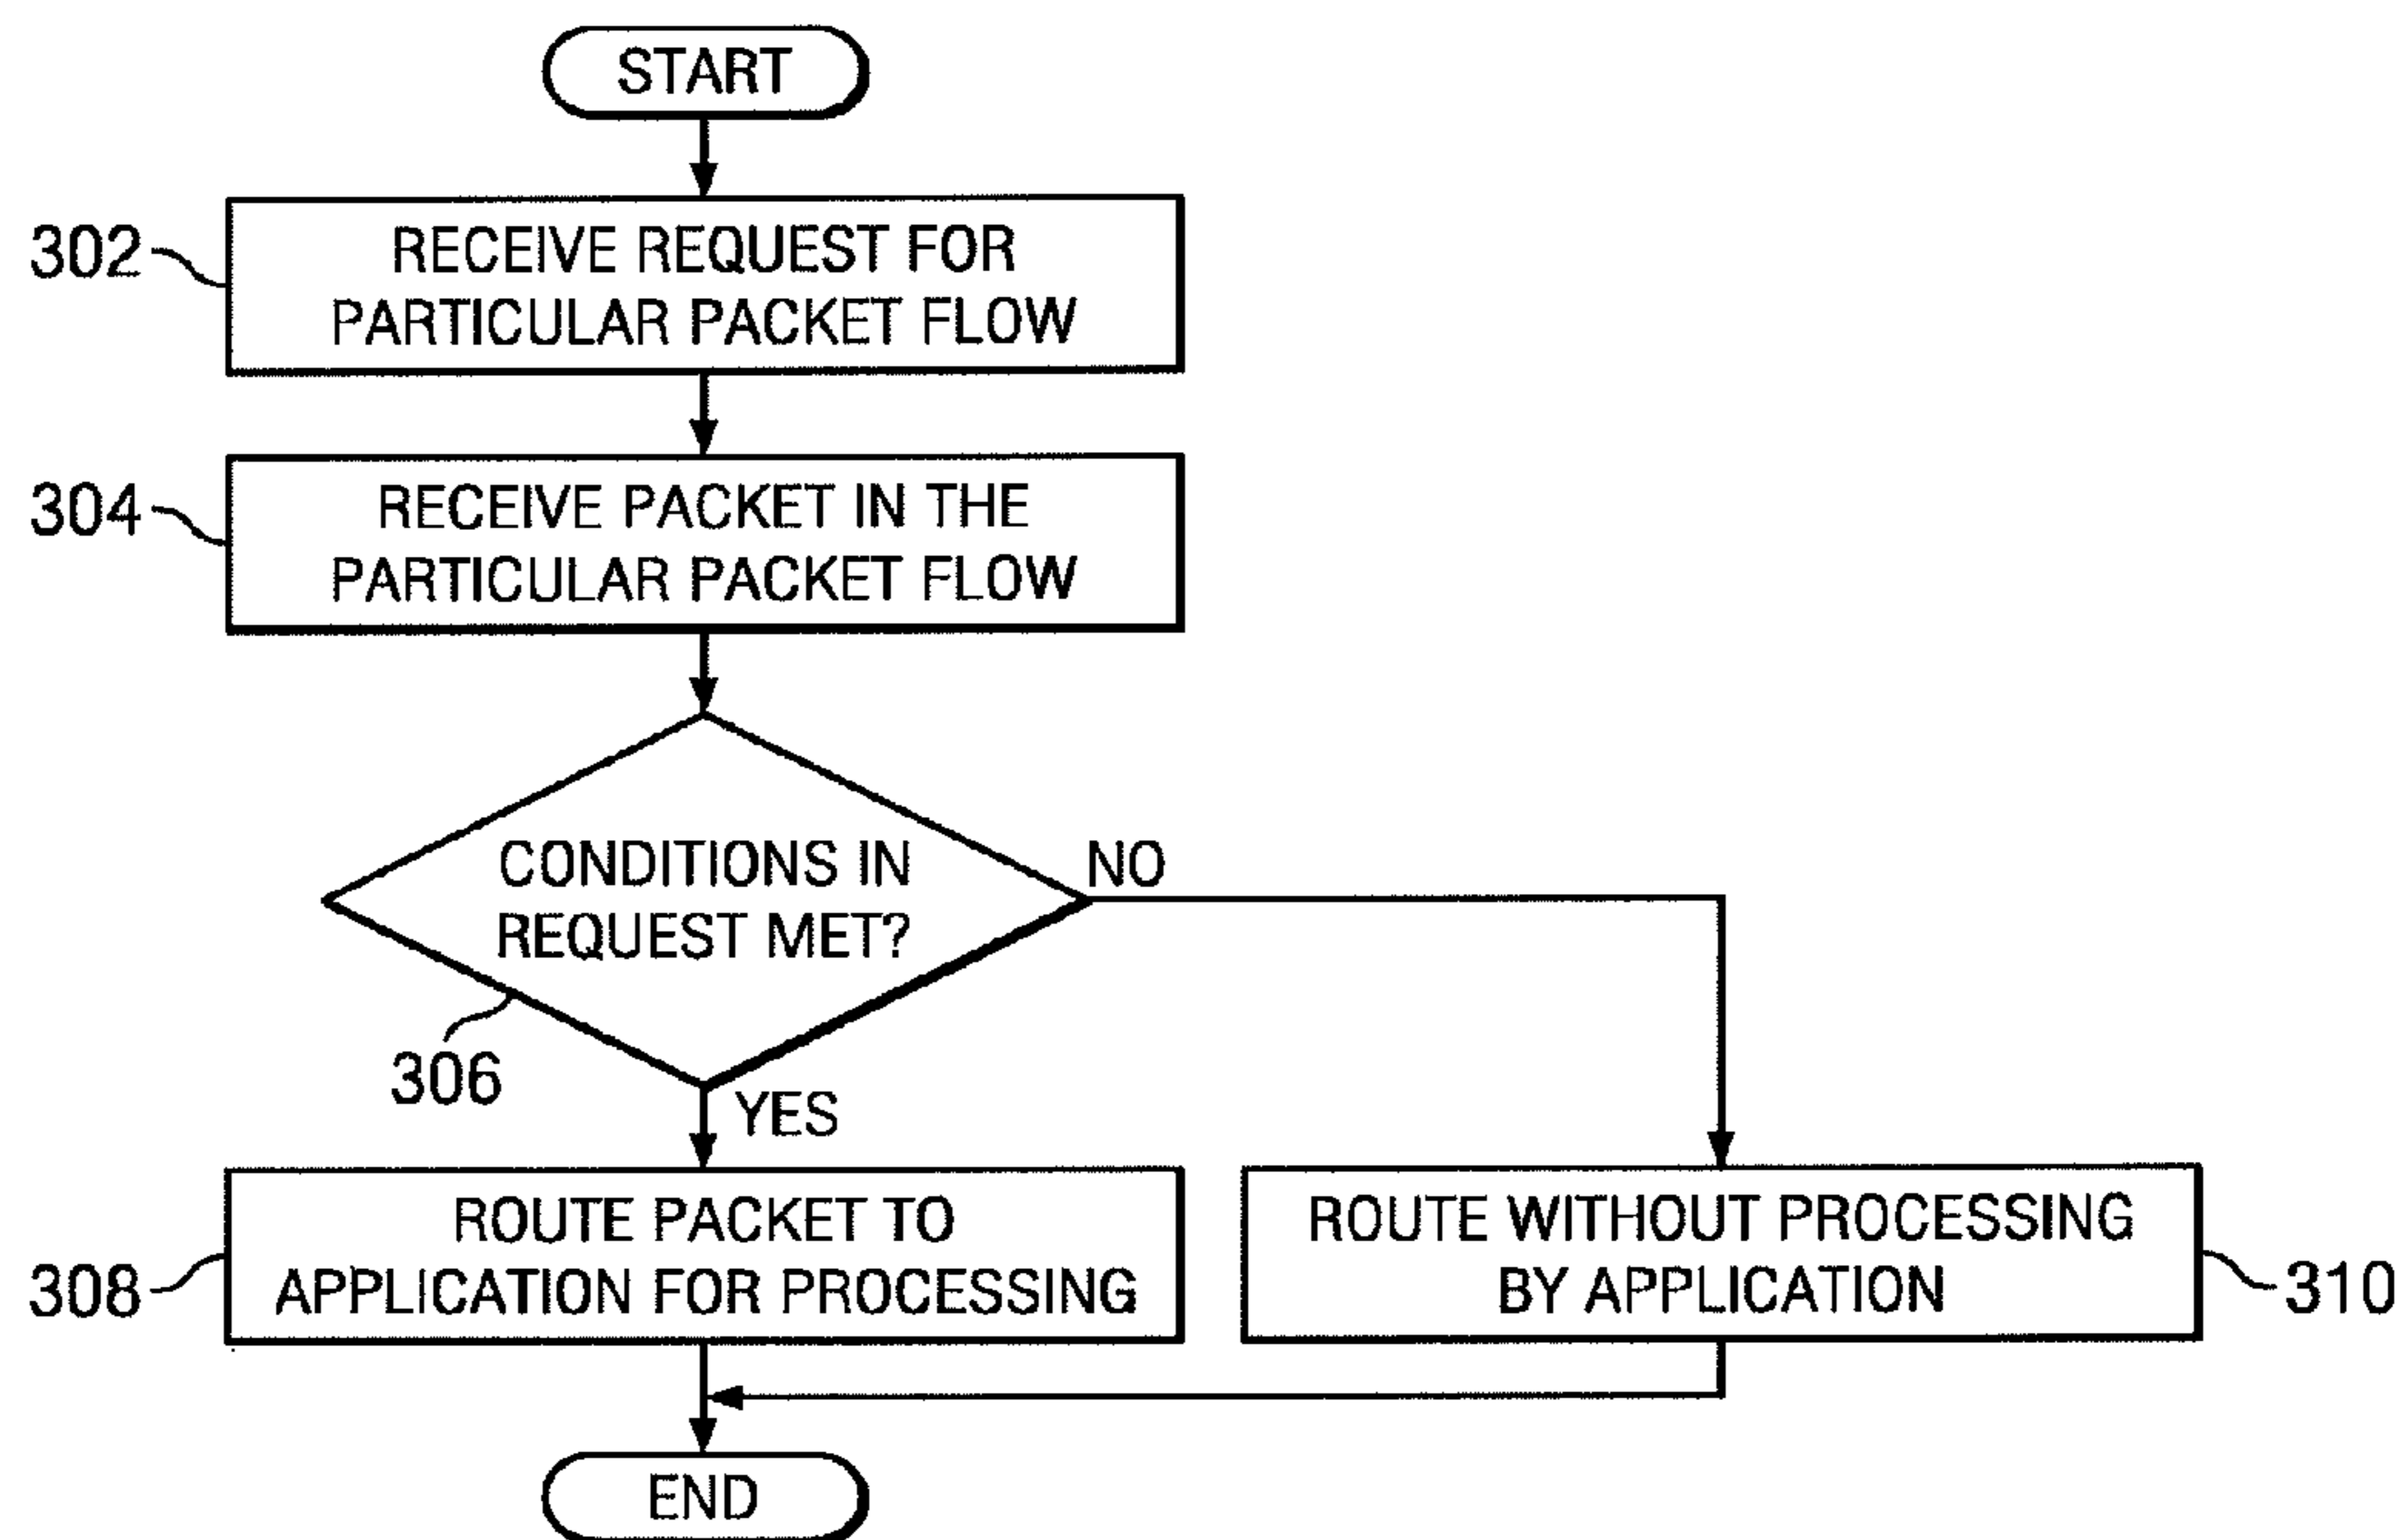 START
302
RECEIVE REQUEST FOR
PARTICULAR PACKET FLOW
304
RECEIVE PACKET IN THE
PARTICULAR PACKET FLOW
CONDITIONS IN
REQUEST MET?
NO
306
YES
308
ROUTE PACKET TO
APPLICATION FOR PROCESSING
ROUTE WITHOUT PROCESSING
BY APPLICATION
310
END